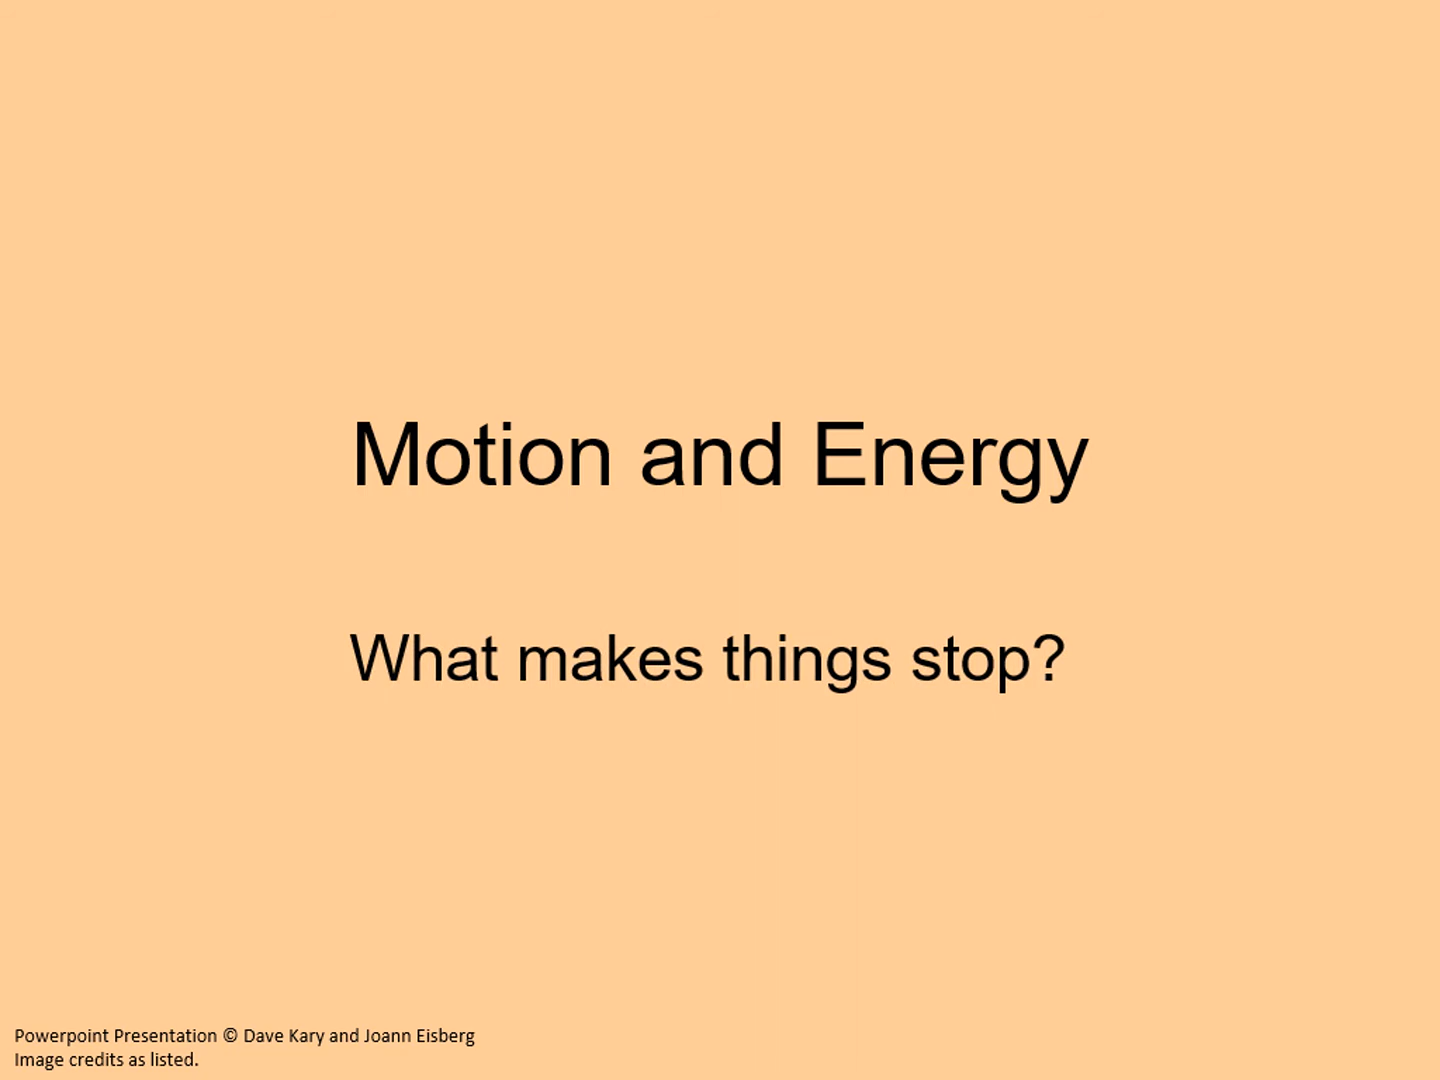 Motion and Energy
What makes things stop?
Powerpoint Presentation © Dave Kary and Joann Eisberg
Image credits as listed.